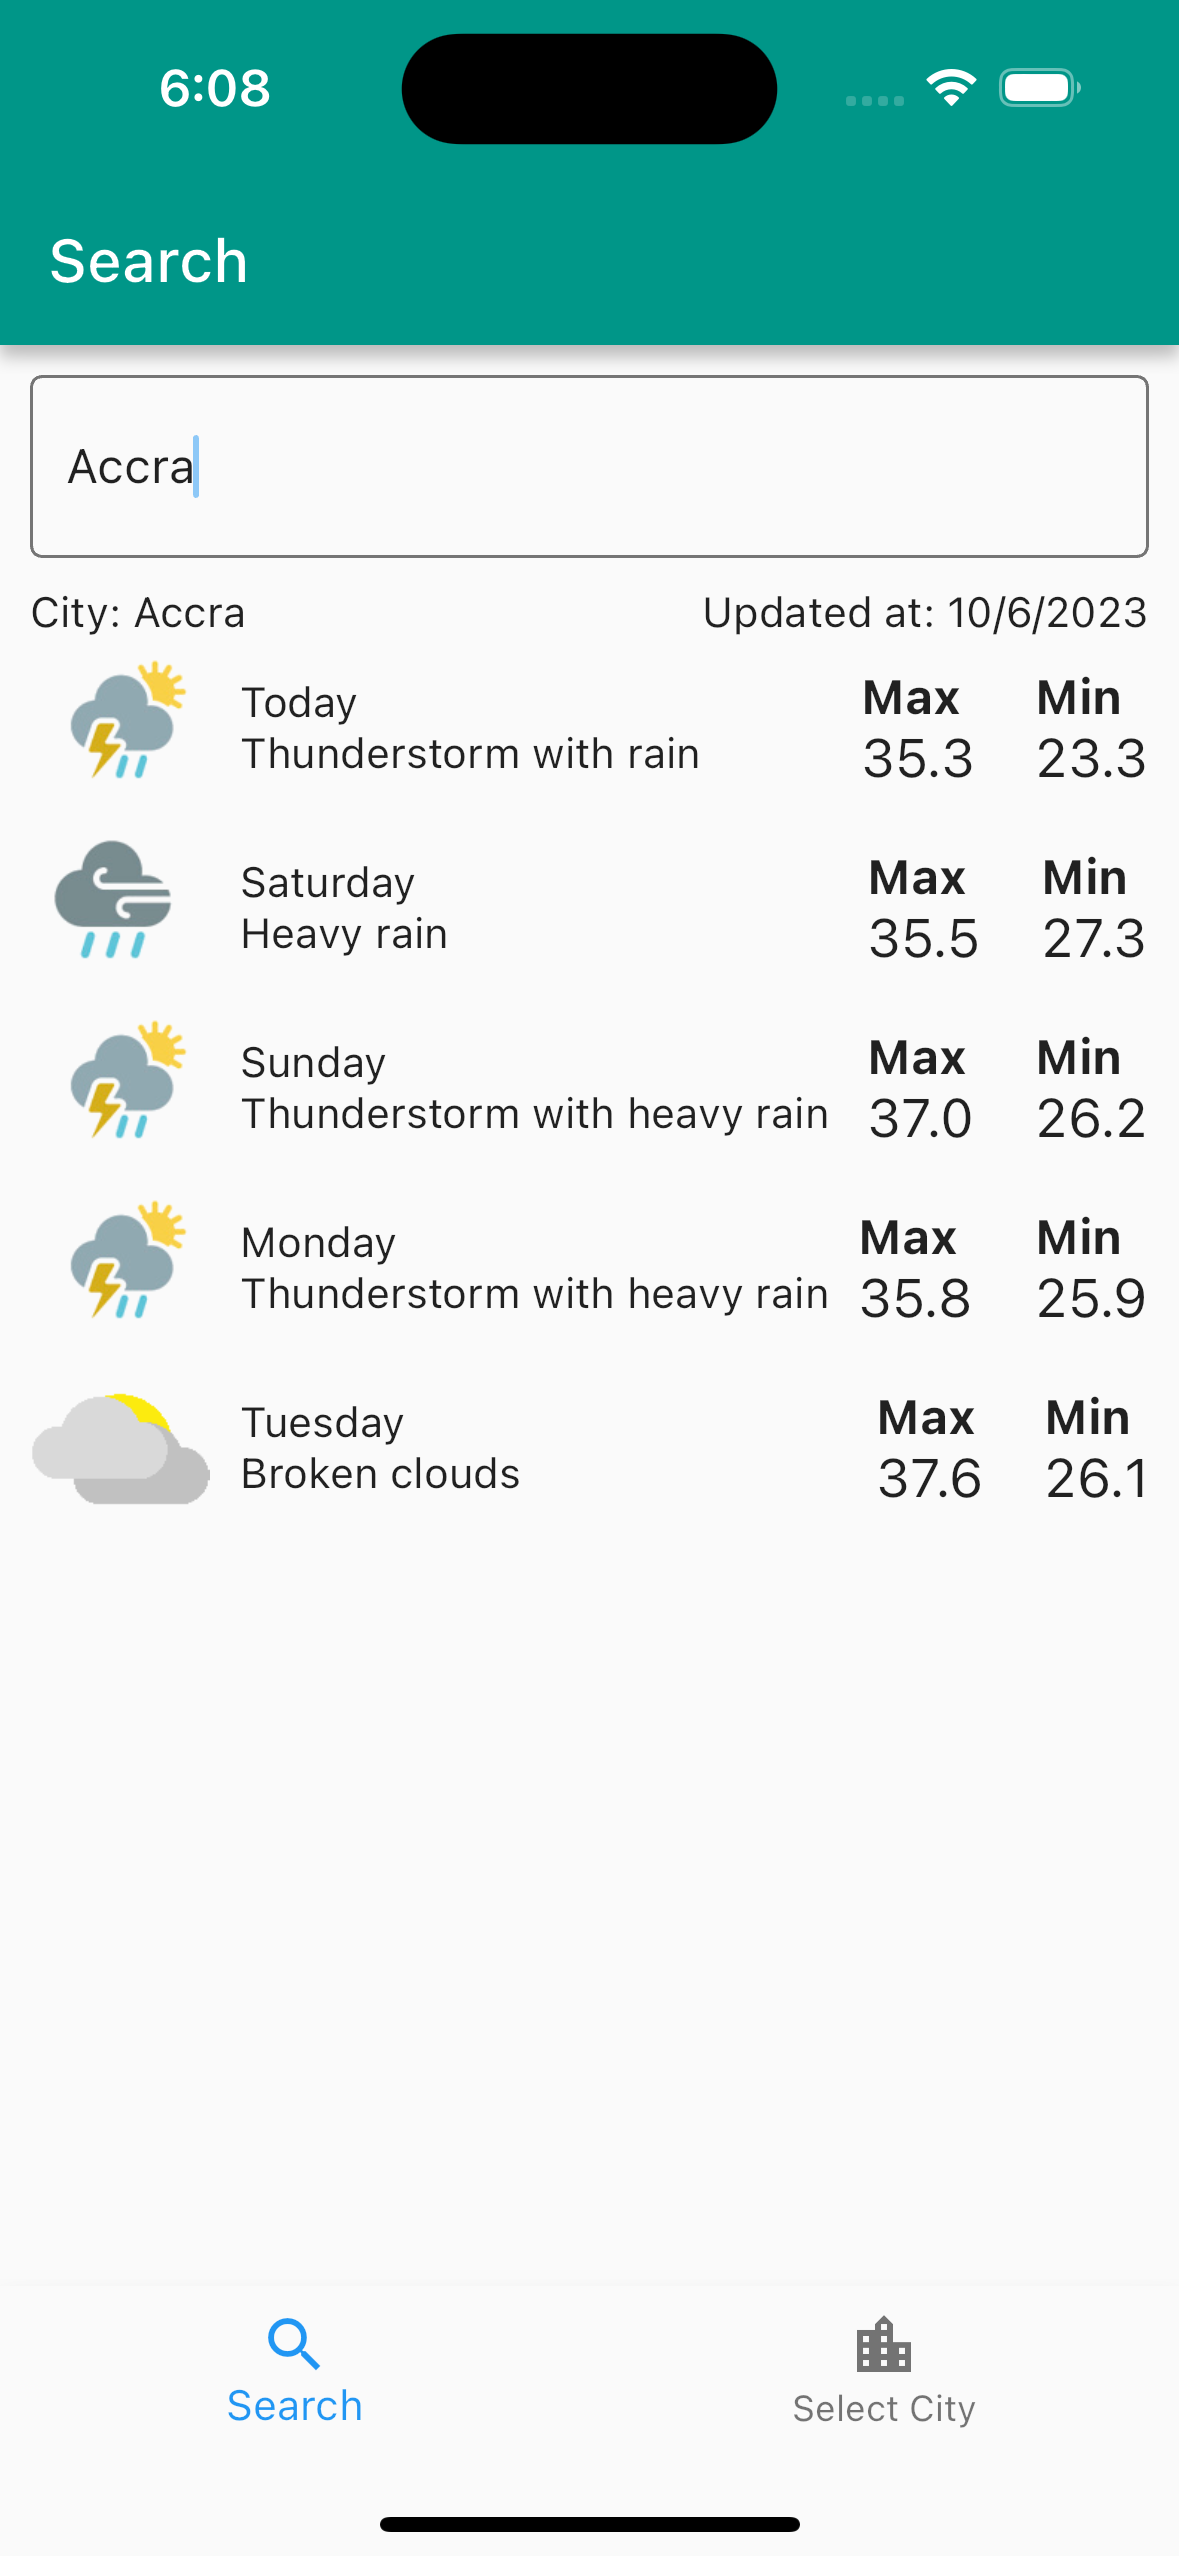 6:08
Search
Accra
City: Accra Updated at: 10/6/2023
Today Max Min
Thunderstorm with rain 35.3 23.3
Saturday Max Min
Heavy rain 35.5 27.3
Sunday Max Min
Thunderstorm with heavy rain 37.0 26.2
Monday Max Min
Thunderstorm with heavy rain 35.8 25.9
Tuesday Max Min
Broken clouds 37.6 26.1
Search Select City